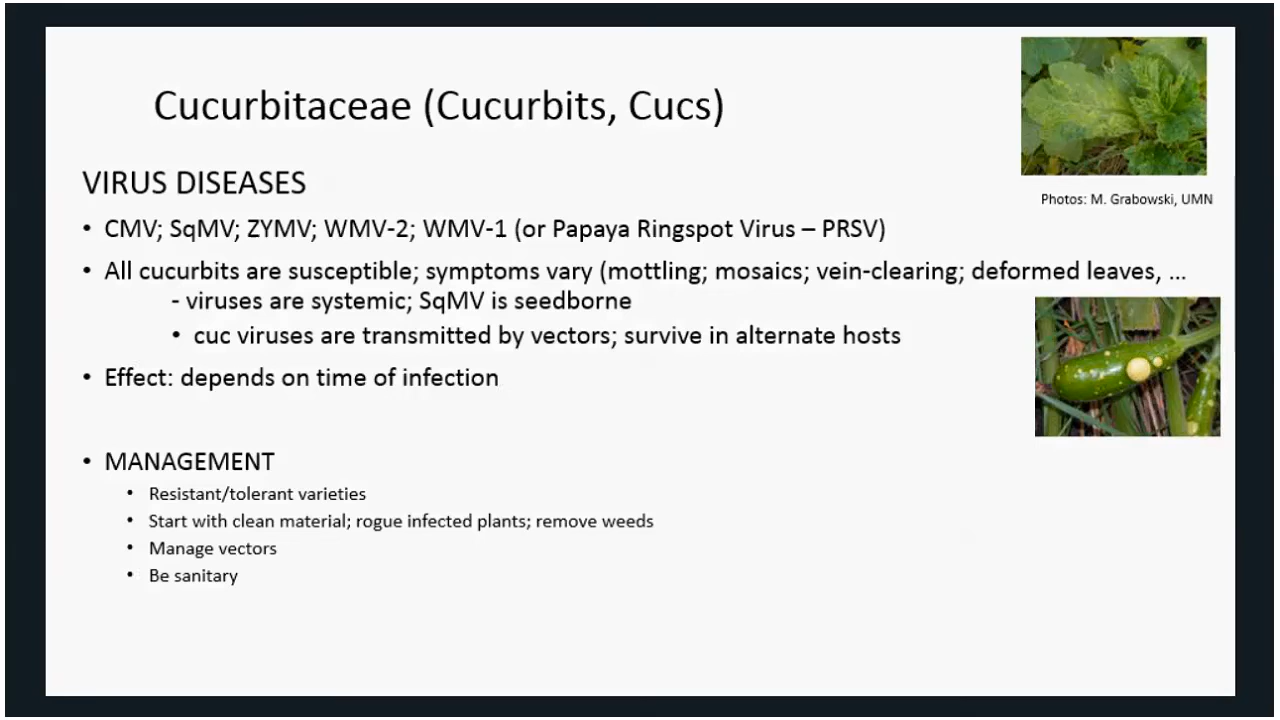 Cucurbitaceae (Cucurbits, Cucs)
Photos: M. Grabowski, UMN
VIRUS DISEASES
• CMV; SqMV; ZYMV; WMV-2; WMV-1 (or Papaya Ringspot Virus – PRSV)
• All cucurbits are susceptible; symptoms vary (mottling; mosaics; vein-clearing; deformed leaves, ...
- viruses are systemic; SqMV is seedborne
• cuc viruses are transmitted by vectors; survive in alternate hosts
• Effect: depends on time of infection
• MANAGEMENT
• Resistant/tolerant varieties
• Start with clean material; rogue infected plants; remove weeds
• Manage vectors
• Be sanitary